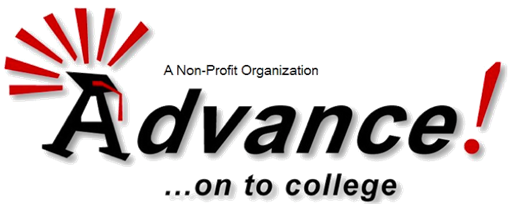 A Non-Profit Organization
Advance!
...on to college